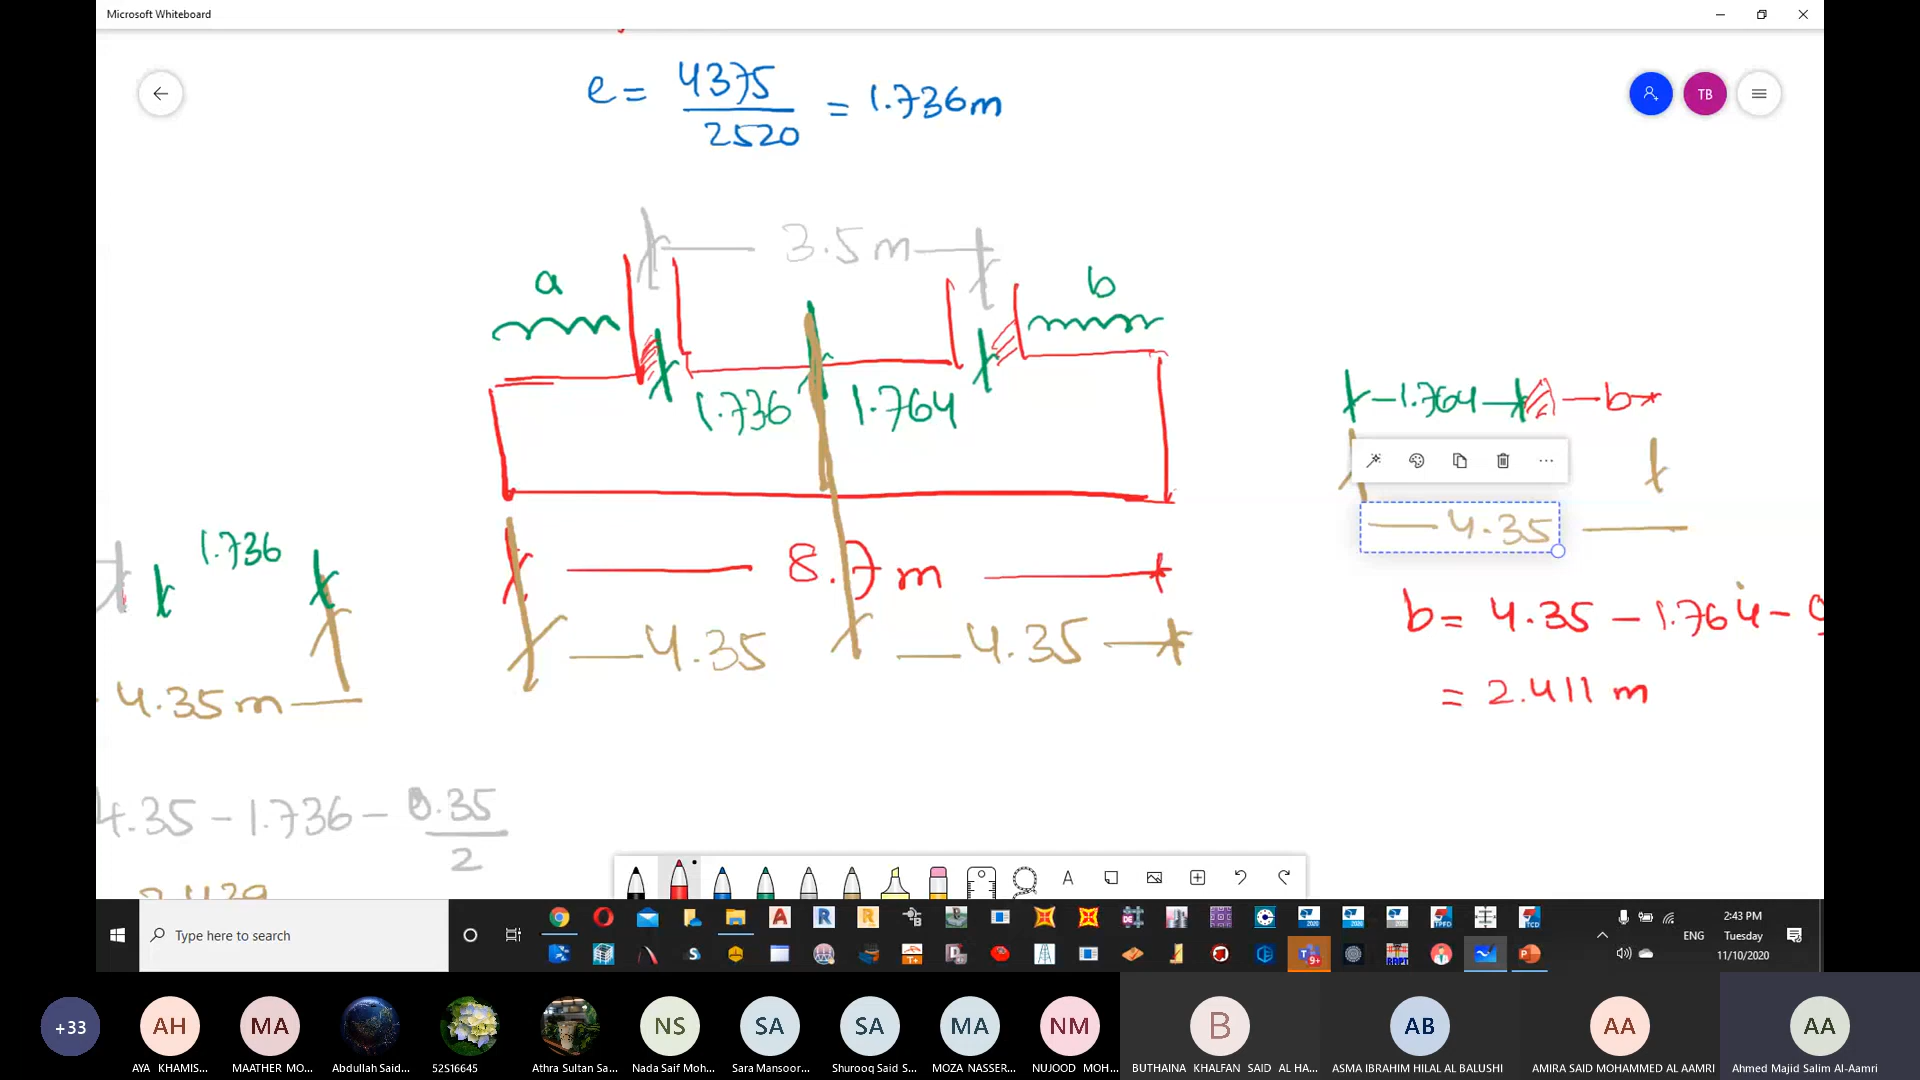 Microsoft Whiteboard
e = 4375 / 2520 = 1.736 m
TB
3.5 m
a
b
1.736 1.764
1.764 b
4.35
8.7 m
4.35 4.35
1.736
4.35 m
b = 4.35 - 1.764 -
= 2.411 m
4.35 - 1.736 - 0.35 / 2
A
Type here to search
ENG
2:43 PM
Tuesday
11/10/2020
+33
AH
MA
NS
SA
SA
MA
NM
B
AB
AA
AA
AYA KHAMIS...
MAATHER MO...
Abdullah Said...
52S16645
Athra Sultan Sa...
Nada Saif Moh...
Sara Mansoor...
Shurooq Said S...
MOZA NASSER...
NUJOOD MOH...
BUTHAINA KHALFAN SAID AL HA...
ASMA IBRAHIM HILAL AL BALUSHI
AMIRA SAID MOHAMMED AL AAMRI
Ahmed Majid Salim Al-Aamri